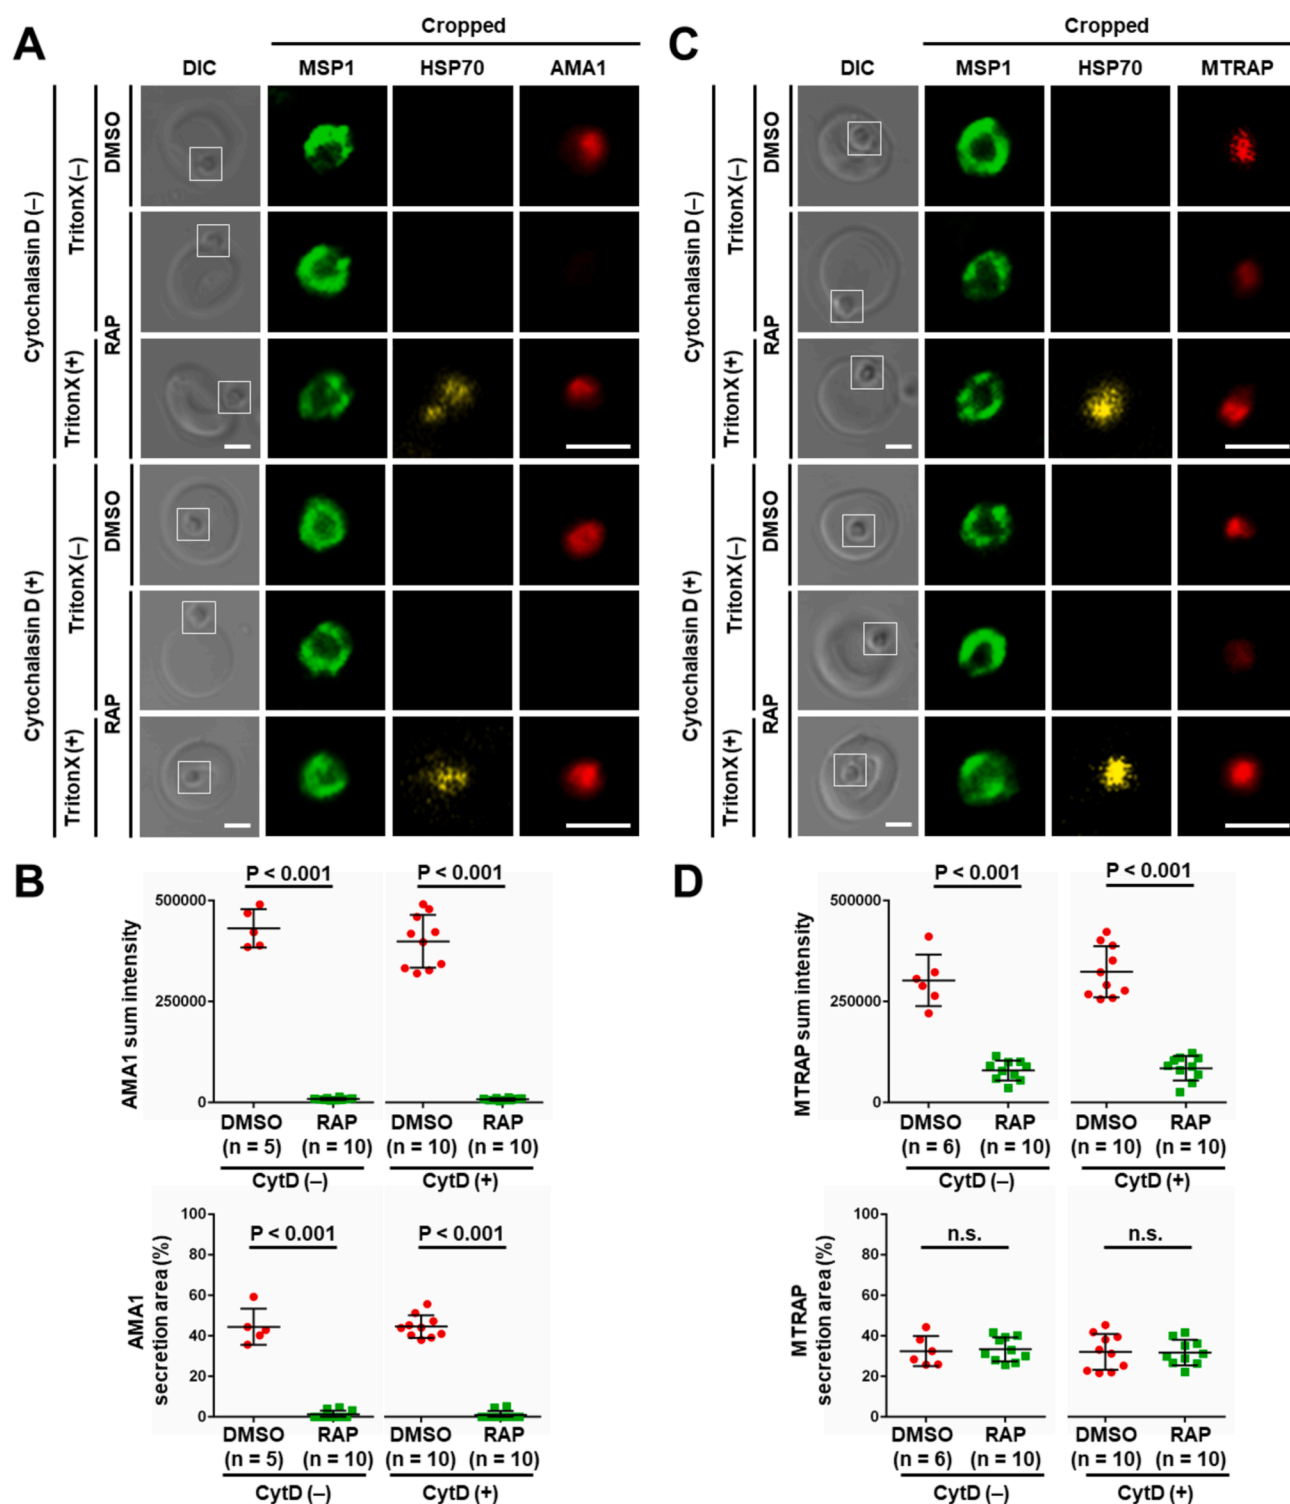 A
Cropped
DIC MSP1 HSP70 AMA1
Cytochalasin D (–)
TritonX (–)
DMSO
RAP
TritonX (+)
Cytochalasin D (+)
TritonX (–)
DMSO
RAP
TritonX (+)
C
Cropped
DIC MSP1 HSP70 MTRAP
Cytochalasin D (–)
TritonX (–)
DMSO
RAP
TritonX (+)
Cytochalasin D (+)
TritonX (–)
DMSO
RAP
TritonX (+)
B
P < 0.001 P < 0.001
AMA1 sum intensity
500000
250000
0
DMSO RAP DMSO RAP
(n = 5) (n = 10) (n = 10) (n = 10)
CytD (–) CytD (+)
AMA1
secretion area (%)
P < 0.001 P < 0.001
100
80
60
40
20
0
DMSO RAP DMSO RAP
(n = 5) (n = 10) (n = 10) (n = 10)
CytD (–) CytD (+)
D
P < 0.001 P < 0.001
MTRAP sum intensity
500000
250000
0
DMSO RAP DMSO RAP
(n = 6) (n = 10) (n = 10) (n = 10)
CytD (–) CytD (+)
MTRAP
secretion area (%)
n.s. n.s.
100
80
60
40
20
0
DMSO RAP DMSO RAP
(n = 6) (n = 10) (n = 10) (n = 10)
CytD (–) CytD (+)